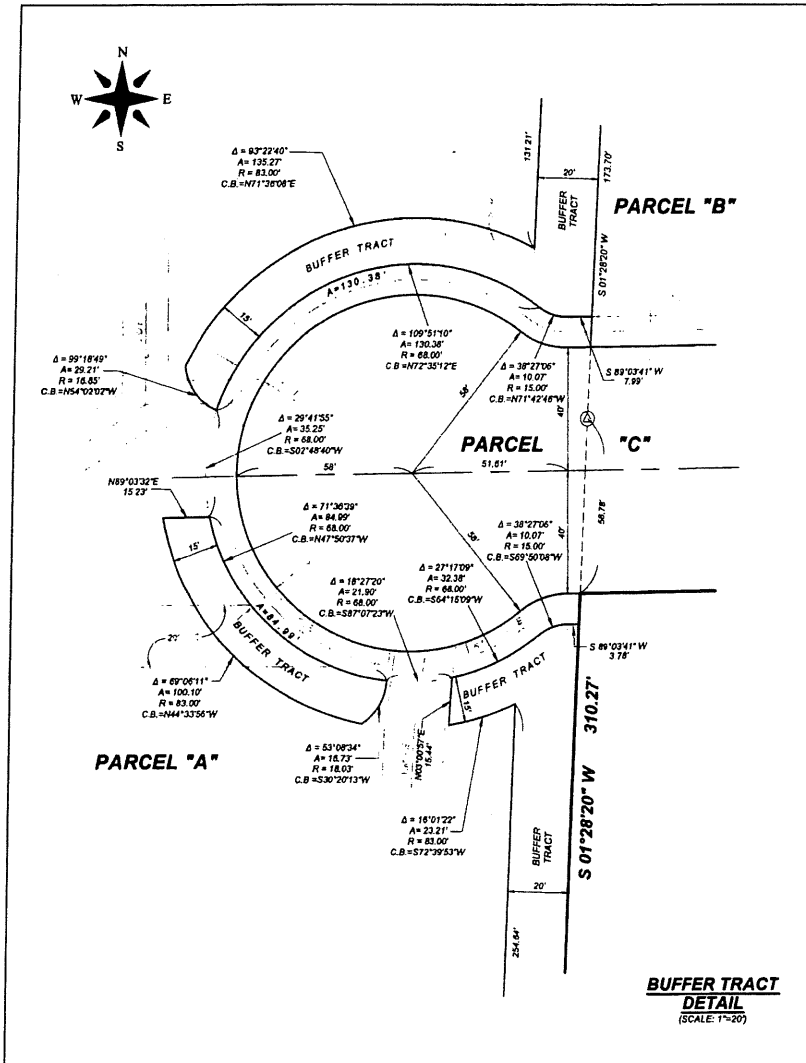 N
W E
S
Δ = 93°22'40"
A = 135.27'
R = 83.00'
C.B.=N71°36'08"E
131.21'
20'
173.70'
BUFFER
TRACT
PARCEL "B"
S 01°28'20" W
BUFFER TRACT
A=130.38'
15'
Δ = 99°18'49"
A = 29.21'
R = 16.85'
C.B.=N54°02'02"W
Δ = 109°51'10"
A = 130.38'
R = 68.00'
C.B =N72°35'12"E
Δ = 38°27'06"
A = 10.07'
R = 15.00'
C.B.=N71°42'46"W
S 89°03'41" W
7.99'
58'
40'
Δ = 29°41'55"
A = 35.25'
R = 68.00'
C.B.=S02°48'40"W
PARCEL "C"
58'
51.61'
N89°03'32"E
15.23'
Δ = 71°36'39"
A= 84.99'
R = 68.00'
C.B.=N47°50'37"W
58.78'
15'
Δ = 38°27'06"
A = 10.07'
R = 15.00'
C.B.=S69°50'08"W
40'
58'
Δ = 27°17'09"
A = 32.38'
R = 68.00'
C.B.=S64°15'09"W
Δ = 18°27'20"
A = 21.90'
R = 68.00'
C.B.=S87°07'23"W
A=84.99'
20'
BUFFER TRACT
S 89°03'41" W
3.78'
BUFFER TRACT
15'
Δ = 69°06'11"
A = 100.10'
R = 83.00'
C.B.=N44°33'56"W
N03°00'57"E
15.44'
310.27'
Δ = 53°08'34"
A= 16.73'
R = 18.03'
C.B =S30°20'13"W
PARCEL "A"
Δ = 16°01'22"
A = 23.21'
R = 83.00'
C.B.=S72°39'53"W
S 01°28'20" W
BUFFER
TRACT
20'
254.64'
BUFFER TRACT
DETAIL
(SCALE: 1"=20')